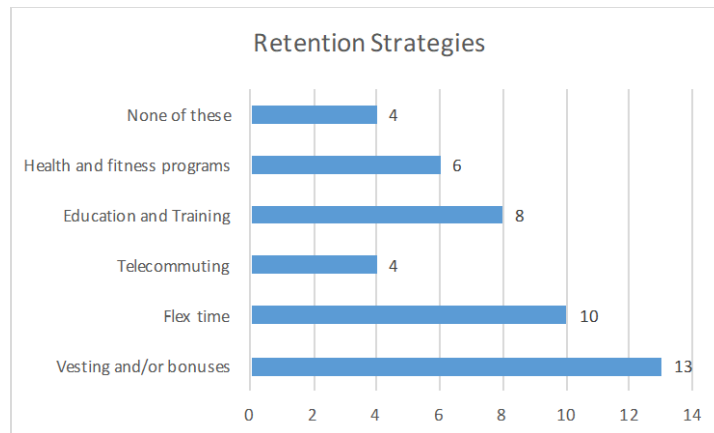 Retention Strategies
None of these 4
Health and fitness programs 6
Education and Training 8
Telecommuting 4
Flex time 10
Vesting and/or bonuses 13
0 2 4 6 8 10 12 14